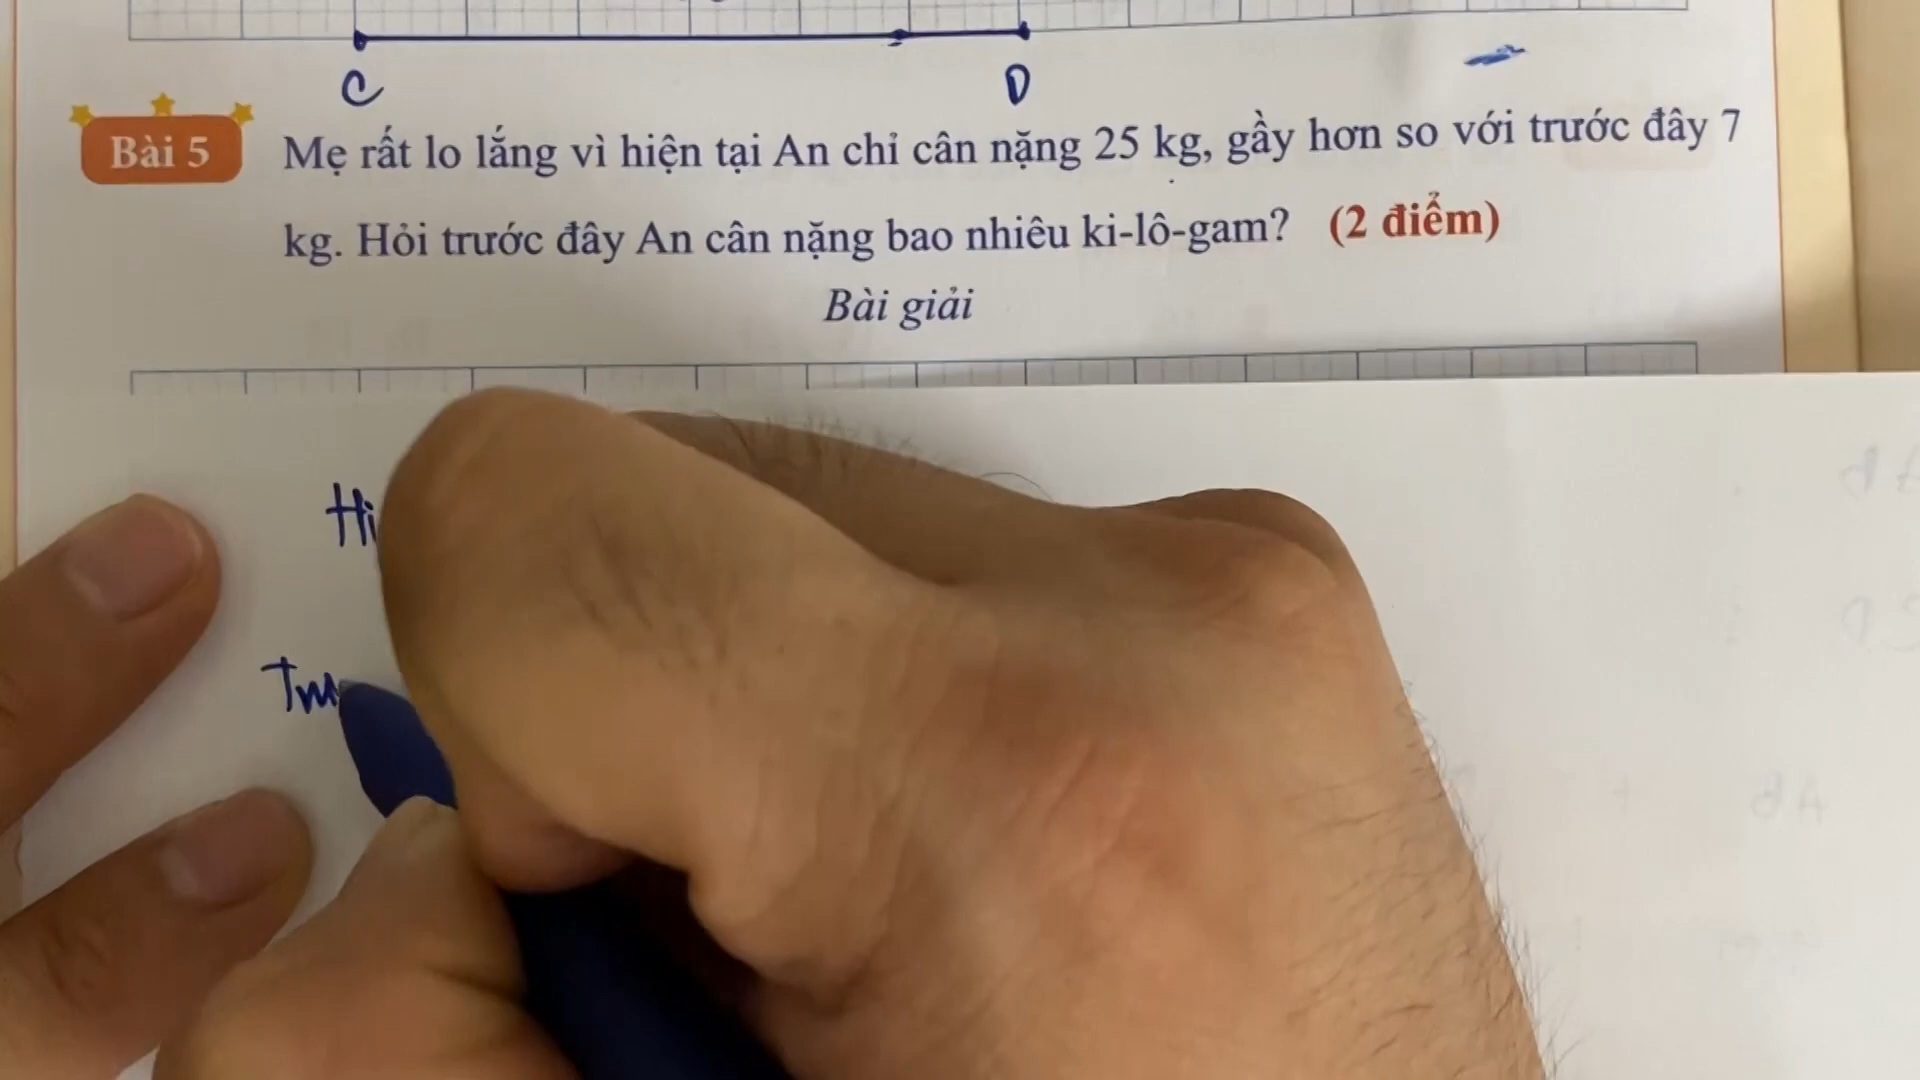 C D
Bài 5 Mẹ rất lo lắng vì hiện tại An chỉ cân nặng 25 kg, gầy hơn so với trước đây 7
kg. Hỏi trước đây An cân nặng bao nhiêu ki-lô-gam? (2 điểm)
Bài giải
Hi